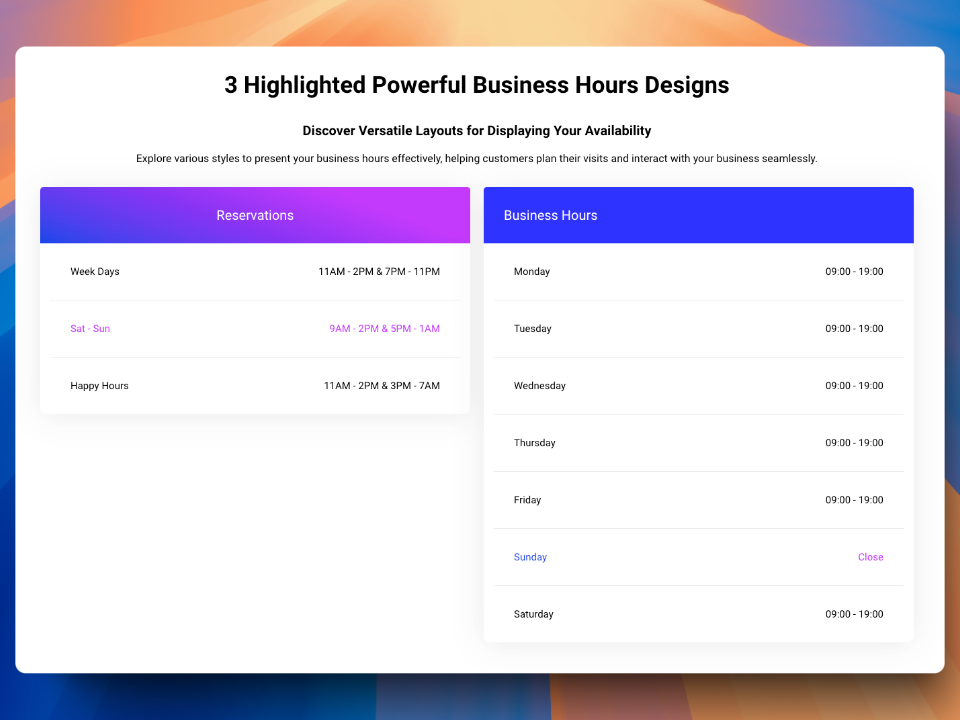 3 Highlighted Powerful Business Hours Designs
Discover Versatile Layouts for Displaying Your Availability
Explore various styles to present your business hours effectively, helping customers plan their visits and interact with your business seamlessly.
Reservations
Week Days 11AM - 2PM & 7PM - 11PM
Sat - Sun 9AM - 2PM & 5PM - 1AM
Happy Hours 11AM - 2PM & 3PM - 7AM
Business Hours
Monday 09:00 - 19:00
Tuesday 09:00 - 19:00
Wednesday 09:00 - 19:00
Thursday 09:00 - 19:00
Friday 09:00 - 19:00
Sunday Close
Saturday 09:00 - 19:00